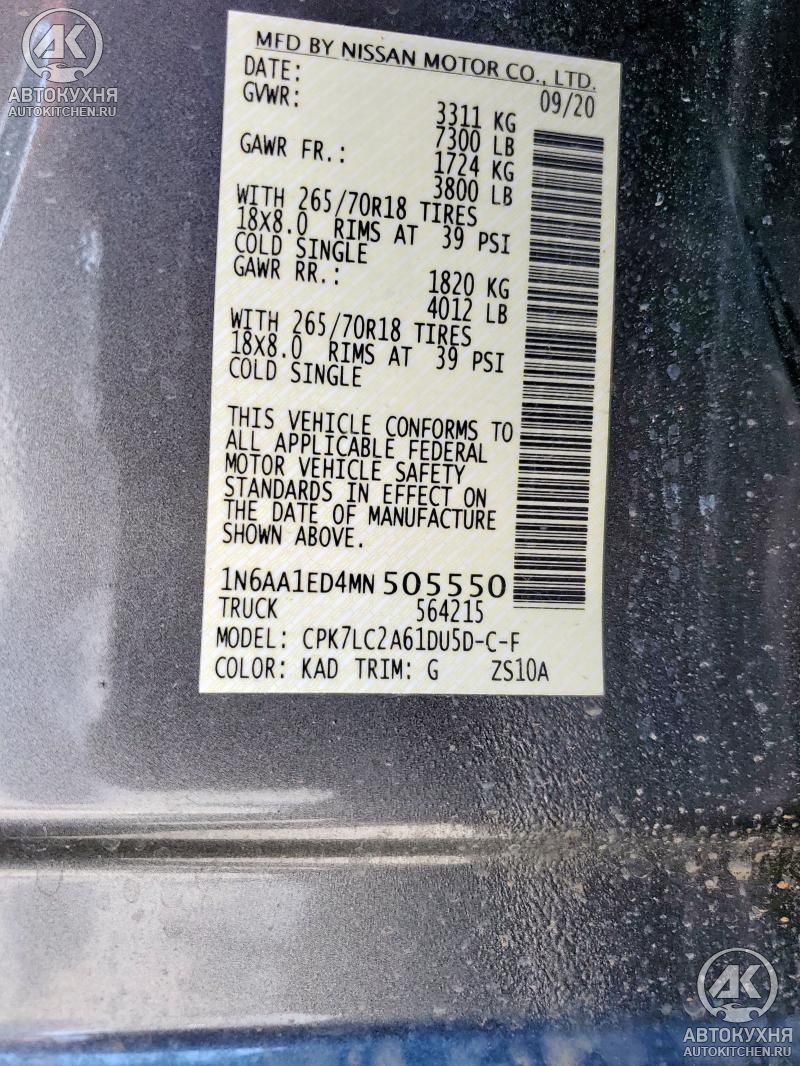 AK
АВТОКУХНЯ
AUTOKITCHEN.RU
MFD BY NISSAN MOTOR CO., LTD.
DATE: 09/20
GVWR: 3311 KG
7300 LB
GAWR FR.: 1724 KG
3800 LB
WITH 265/70R18 TIRES
18X8.0 RIMS AT 39 PSI
COLD SINGLE
GAWR RR.: 1820 KG
4012 LB
WITH 265/70R18 TIRES
18X8.0 RIMS AT 39 PSI
COLD SINGLE
THIS VEHICLE CONFORMS TO
ALL APPLICABLE FEDERAL
MOTOR VEHICLE SAFETY
STANDARDS IN EFFECT ON
THE DATE OF MANUFACTURE
SHOWN ABOVE.
1N6AA1ED4MN 505550
TRUCK 564215
MODEL: CPK7LC2A61DU5D-C-F
COLOR: KAD TRIM: G ZS10A
AK
АВТОКУХНЯ
AUTOKITCHEN.RU